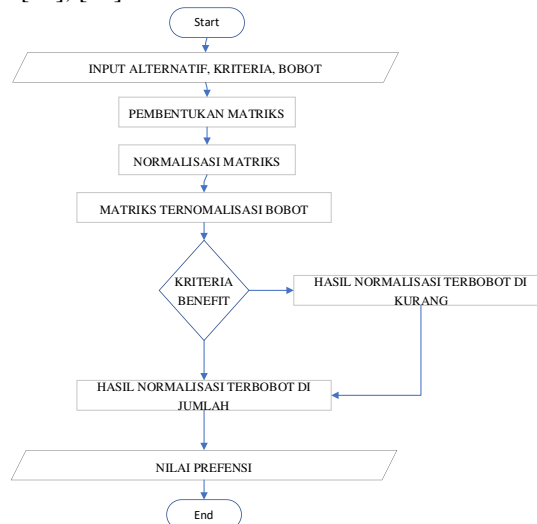 Start
INPUT ALTERNATIF, KRITERIA, BOBOT
PEMBENTUKAN MATRIKS
NORMALISASI MATRIKS
MATRIKS TERNOMALISASI BOBOT
KRITERIA
BENEFIT
HASIL NORMALISASI TERBOBOT DI
KURANG
HASIL NORMALISASI TERBOBOT DI
JUMLAH
NILAI PREFENSI
End